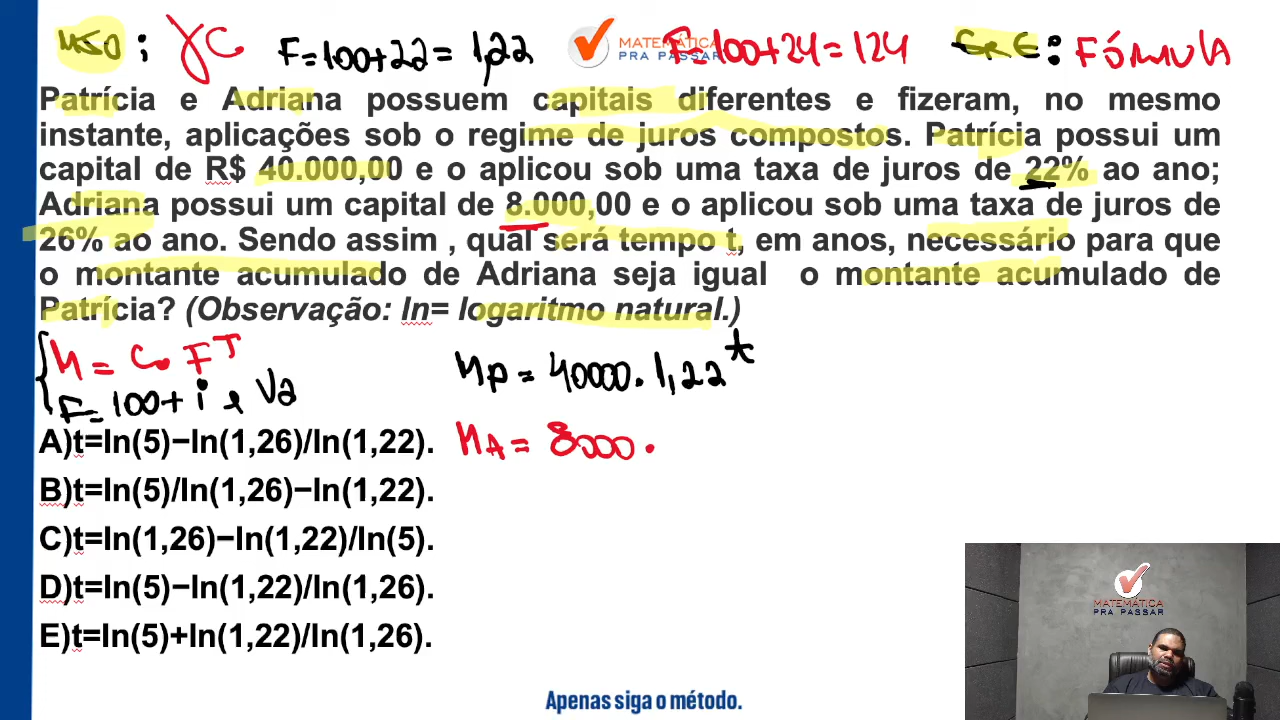 MSD: JC F=100+22=1,22 F=100+24=124 GRE: FÓRMULA
MATEMÁTICA
PRA PASSAR
Patrícia e Adriana possuem capitais diferentes e fizeram, no mesmo
instante, aplicações sob o regime de juros compostos. Patrícia possui um
capital de R$ 40.000,00 e o aplicou sob uma taxa de juros de 22% ao ano;
Adriana possui um capital de 8.000,00 e o aplicou sob uma taxa de juros de
26% ao ano. Sendo assim , qual será tempo t, em anos, necessário para que
o montante acumulado de Adriana seja igual o montante acumulado de
Patrícia? (Observação: ln= logaritmo natural.)
M = C. F^T
F=100+i e V2
MP = 40000.1,22^t
A)t=ln(5)−ln(1,26)/ln(1,22).
MA = 8000.
B)t=ln(5)/ln(1,26)−ln(1,22).
C)t=ln(1,26)−ln(1,22)/ln(5).
D)t=ln(5)−ln(1,22)/ln(1,26).
E)t=ln(5)+ln(1,22)/ln(1,26).
MATEMÁTICA
PRA PASSAR
Apenas siga o método.